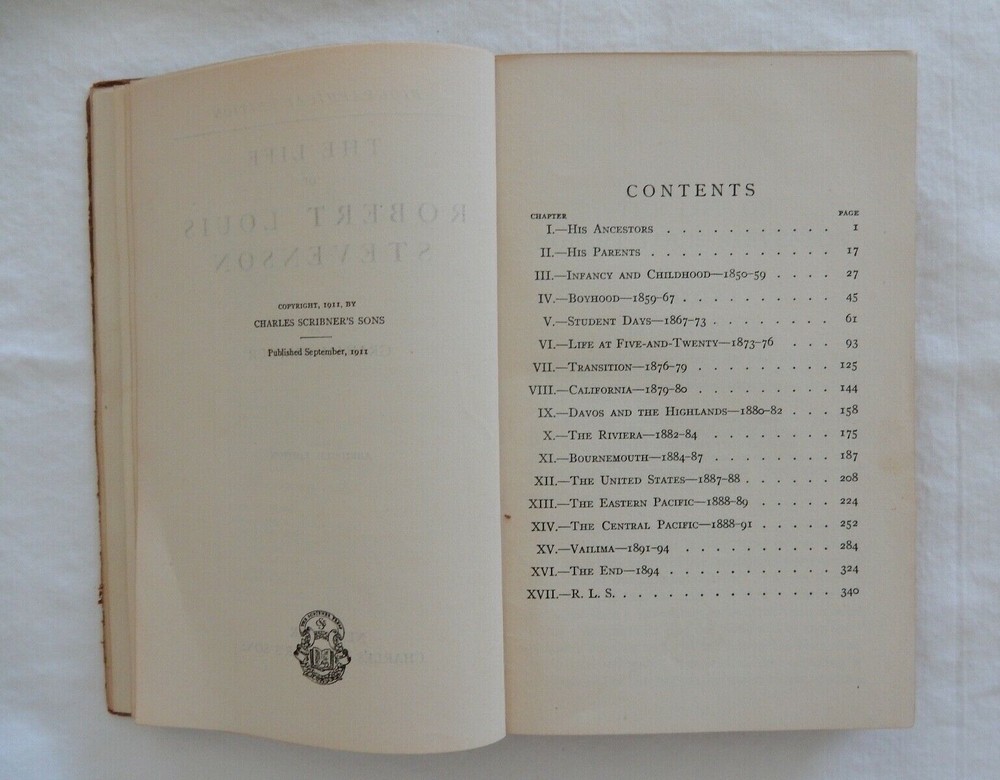 COPYRIGHT, 1911, BY
CHARLES SCRIBNER'S SONS
Published September, 1911
CONTENTS
CHAPTER PAGE
I.—HIS ANCESTORS . . . . . . . . . . . 1
II.—HIS PARENTS . . . . . . . . . . . . 17
III.—INFANCY AND CHILDHOOD—1850-59 . . . . 27
IV.—BOYHOOD—1859-67 . . . . . . . . . . 45
V.—STUDENT DAYS—1867-73 . . . . . . . . 61
VI.—LIFE AT FIVE-AND-TWENTY—1873-76 . . . 93
VII.—TRANSITION—1876-79 . . . . . . . . . 125
VIII.—CALIFORNIA—1879-80 . . . . . . . . . 144
IX.—DAVOS AND THE HIGHLANDS—1880-82 . . . 158
X.—THE RIVIERA—1882-84 . . . . . . . . 175
XI.—BOURNEMOUTH—1884-87 . . . . . . . . 187
XII.—THE UNITED STATES—1887-88 . . . . . . 208
XIII.—THE EASTERN PACIFIC—1888-89 . . . . . 224
XIV.—THE CENTRAL PACIFIC—1888-91 . . . . . 252
XV.—VAILIMA—1891-94 . . . . . . . . . . 284
XVI.—THE END—1894 . . . . . . . . . . . 324
XVII.—R. L. S. . . . . . . . . . . . . . . 340
THE LIFE
ROBERT LOUIS
STEVENSON